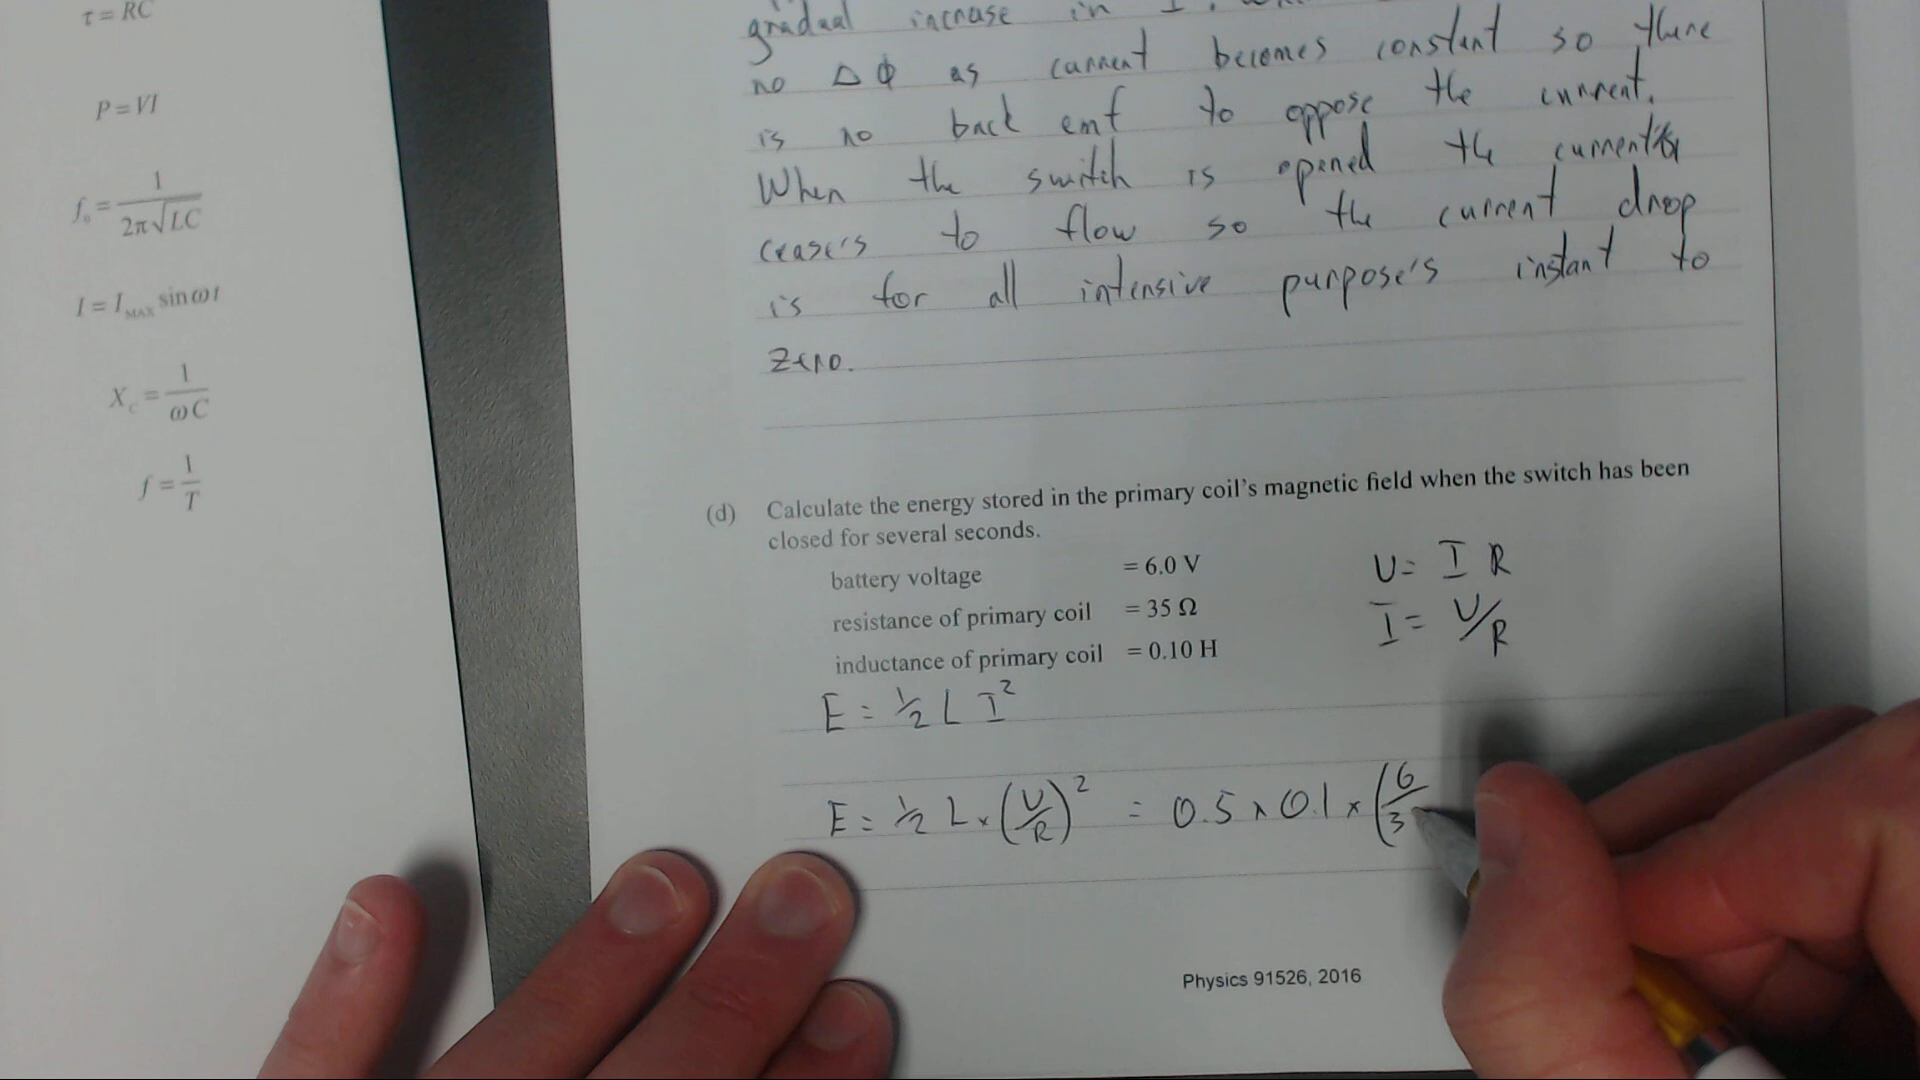 τ = RC
P = VI
f₀ = 1 / 2π√LC
I = I_MAX sin ωt
X_C = 1 / ωC
f = 1 / T
gradual increase in I.
no Δ Φ as current becomes constant so there
is no back emf to oppose the current.
When the switch is opened the current
ceases's to flow so the current drop
is for all intensive purpose's instant to
zero.
(d) Calculate the energy stored in the primary coil's magnetic field when the switch has been
closed for several seconds.
battery voltage = 6.0 V
resistance of primary coil = 35 Ω
inductance of primary coil = 0.10 H
V = I R
I = V/R
E = ½ L I²
E = ½ L × (V/R)² = 0.5 × 0.1 × (6/3
Physics 91526, 2016